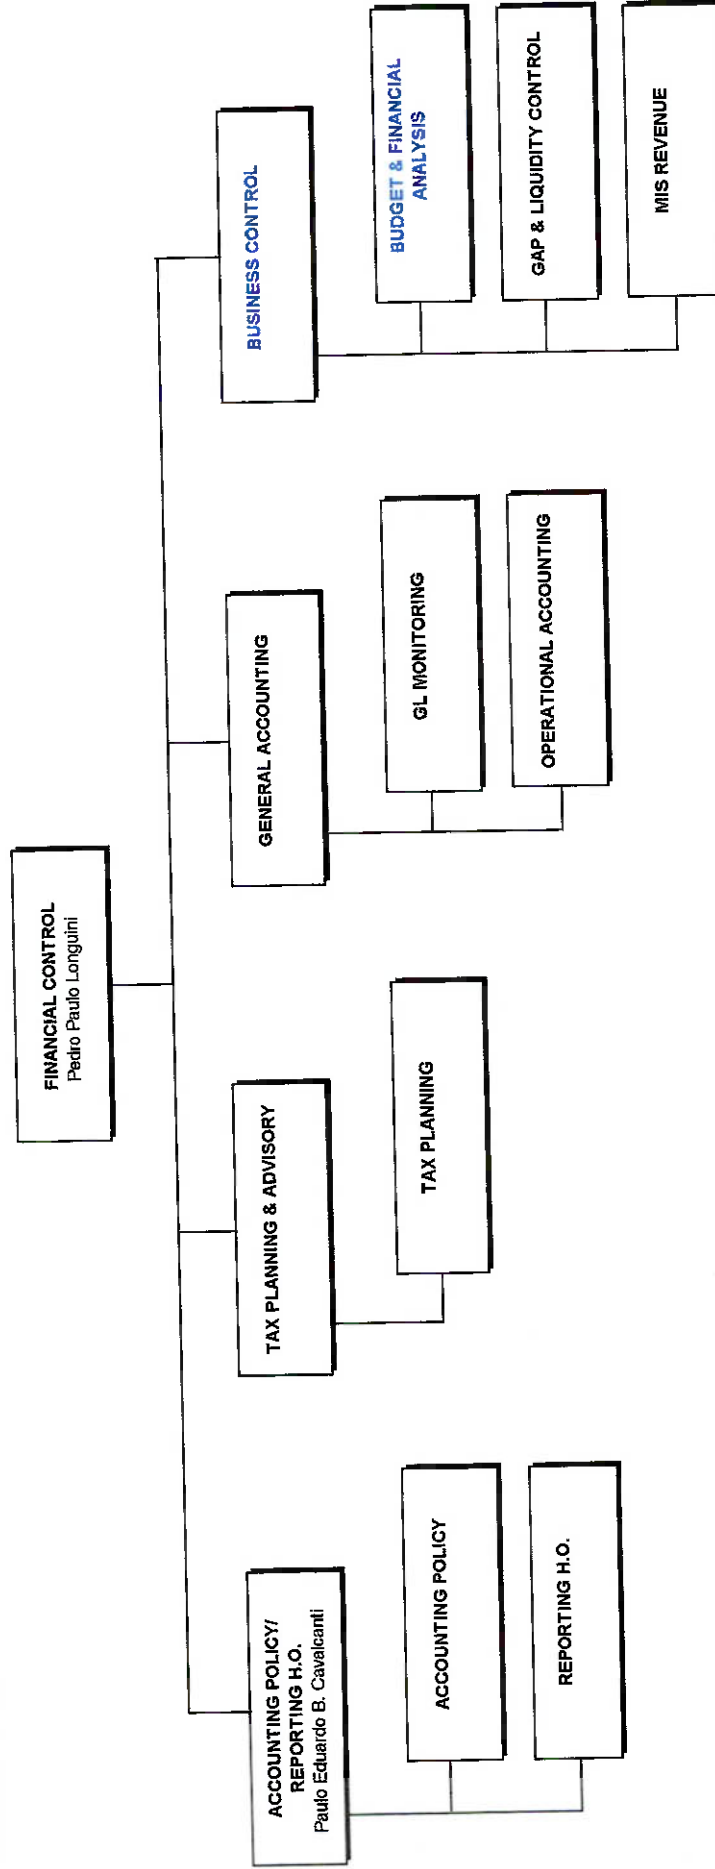 FINANCIAL CONTROL
Pedro Paulo Longuini
ACCOUNTING POLICY/
REPORTING H.O.
Paulo Eduardo B. Cavalcanti
TAX PLANNING & ADVISORY
GENERAL ACCOUNTING
BUSINESS CONTROL
ACCOUNTING POLICY
REPORTING H.O.
TAX PLANNING
GL MONITORING
OPERATIONAL ACCOUNTING
BUDGET & FINANCIAL
ANALYSIS
GAP & LIQUIDITY CONTROL
MIS REVENUE